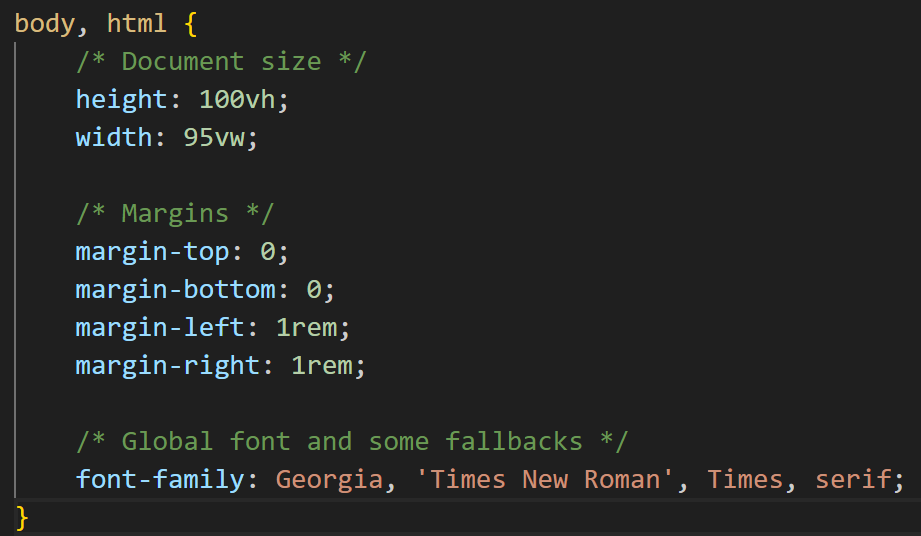 body, html {
    /* Document size */
    height: 100vh;
    width: 95vw;

    /* Margins */
    margin-top: 0;
    margin-bottom: 0;
    margin-left: 1rem;
    margin-right: 1rem;

    /* Global font and some fallbacks */
    font-family: Georgia, 'Times New Roman', Times, serif;
}